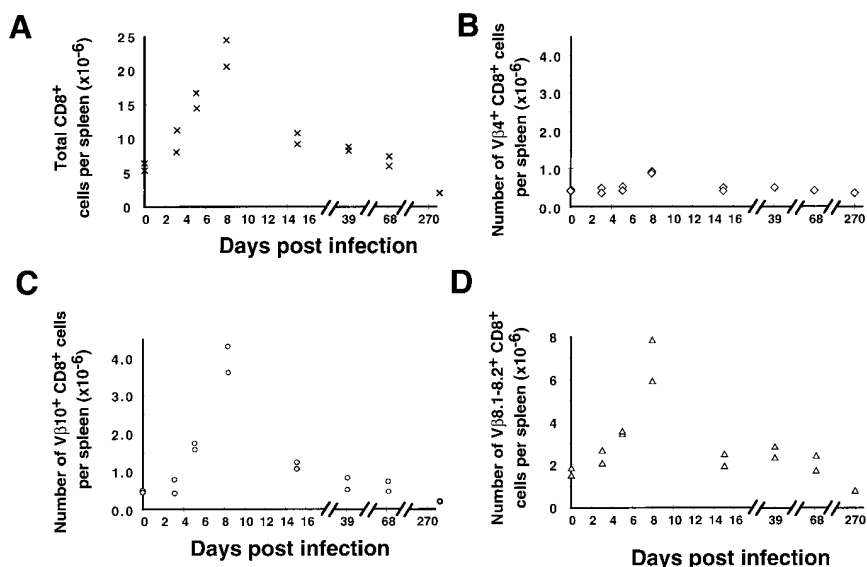 A
Total CD8+
cells per spleen (x10-6)
25
20
15
10
5
0
0 2 4 6 8 10 12 14 16 39 68 270
Days post infection
B
Number of Vβ4+ CD8+ cells
per spleen (x10-6)
4.0
3.0
2.0
1.0
0.0
0 2 4 6 8 10 12 14 16 39 68 270
C
Number of Vβ10+ CD8+ cells
per spleen (x10-6)
4.0
3.0
2.0
1.0
0.0
0 2 4 6 8 10 12 14 16 39 68 270
Days post infection
D
Number of Vβ8.1-8.2+ CD8+
cells per spleen (x10-6)
8
6
4
2
0
0 2 4 6 8 10 12 14 16 39 68 270
Days post infection